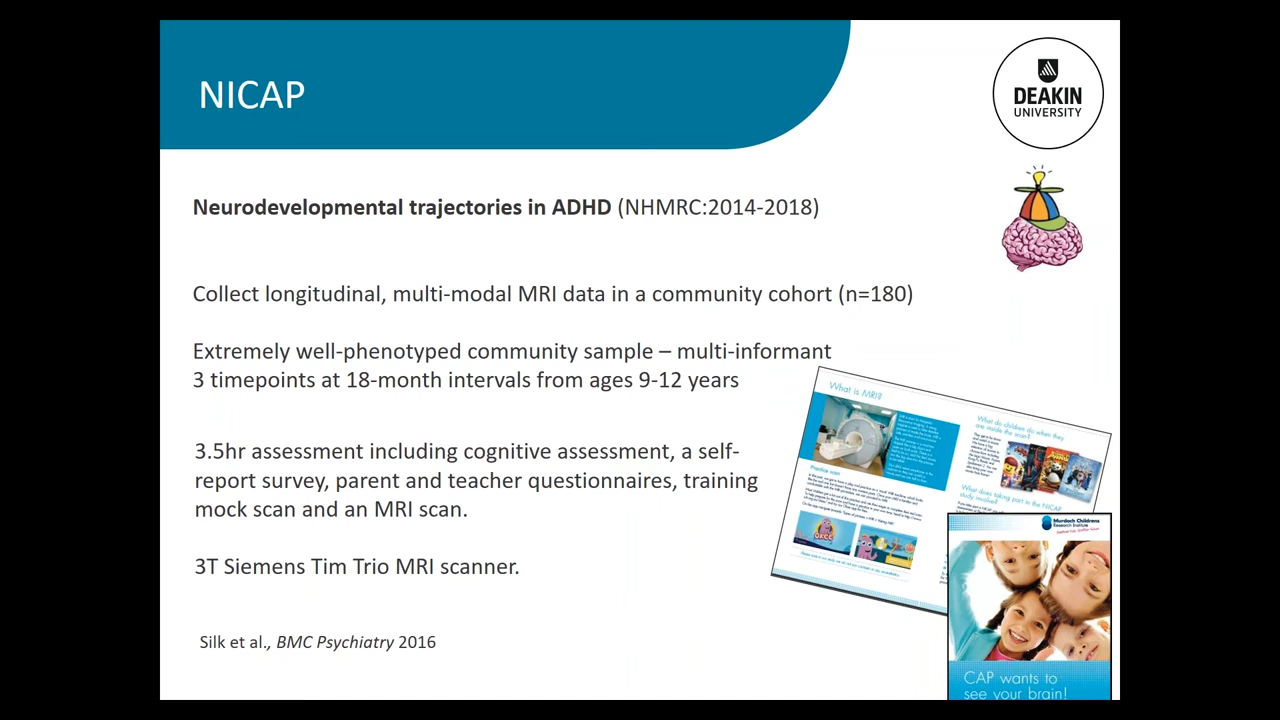 NICAP
DEAKIN
UNIVERSITY
Neurodevelopmental trajectories in ADHD (NHMRC:2014-2018)
Collect longitudinal, multi-modal MRI data in a community cohort (n=180)
Extremely well-phenotyped community sample – multi-informant
3 timepoints at 18-month intervals from ages 9-12 years
3.5hr assessment including cognitive assessment, a self-
report survey, parent and teacher questionnaires, training
mock scan and an MRI scan.
3T Siemens Tim Trio MRI scanner.
Silk et al., BMC Psychiatry 2016
What is MRI?
Practice scan
What do children do when they
are inside the scan?
What does taking part in the NICAP
study involve?
Murdoch Childrens
Research Institute
CAP wants to
see your brain!